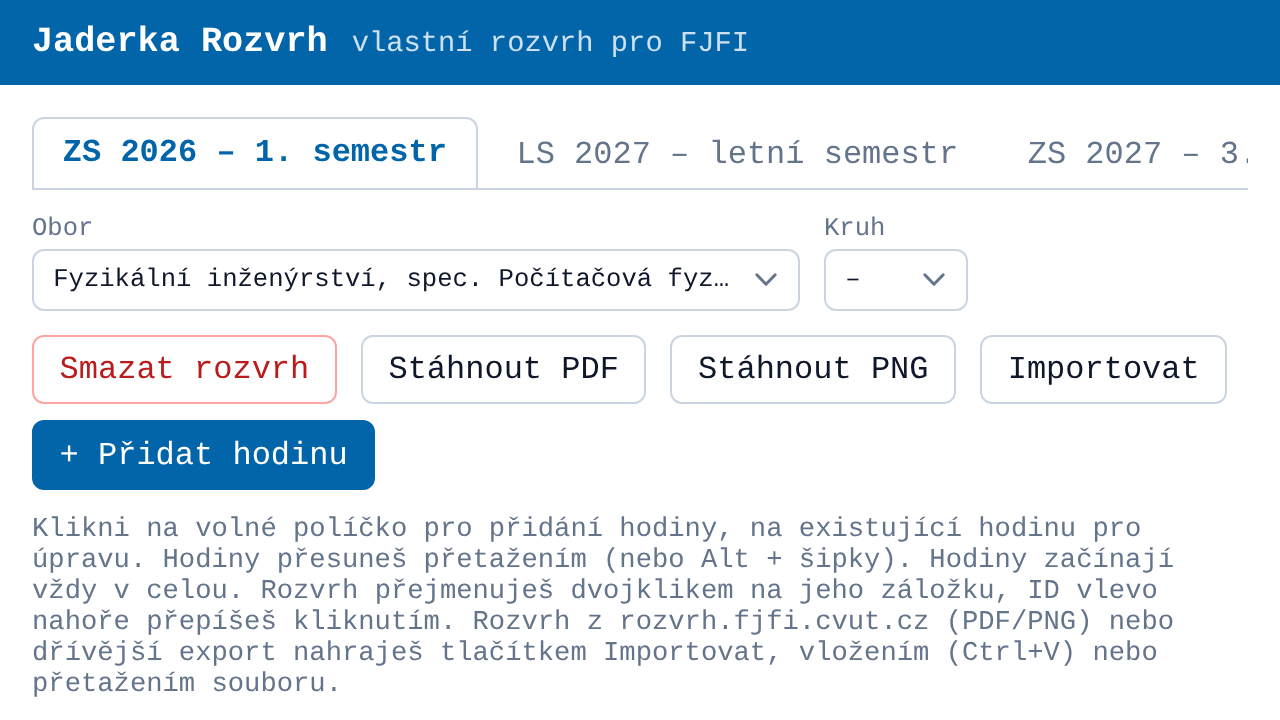 Jaderka Rozvrh vlastní rozvrh pro FJFI
ZS 2026 – 1. semestr LS 2027 – letní semestr ZS 2027 – 3.
Obor Kruh
Fyzikální inženýrství, spec. Počítačová fyz… –
Smazat rozvrh Stáhnout PDF Stáhnout PNG Importovat
+ Přidat hodinu
Klikni na volné políčko pro přidání hodiny, na existující hodinu pro
úpravu. Hodiny přesuneš přetažením (nebo Alt + šipky). Hodiny začínají
vždy v celou. Rozvrh přejmenuješ dvojklikem na jeho záložku, ID vlevo
nahoře přepíšeš kliknutím. Rozvrh z rozvrh.fjfi.cvut.cz (PDF/PNG) nebo
dřívější export nahraješ tlačítkem Importovat, vložením (Ctrl+V) nebo
přetažením souboru.